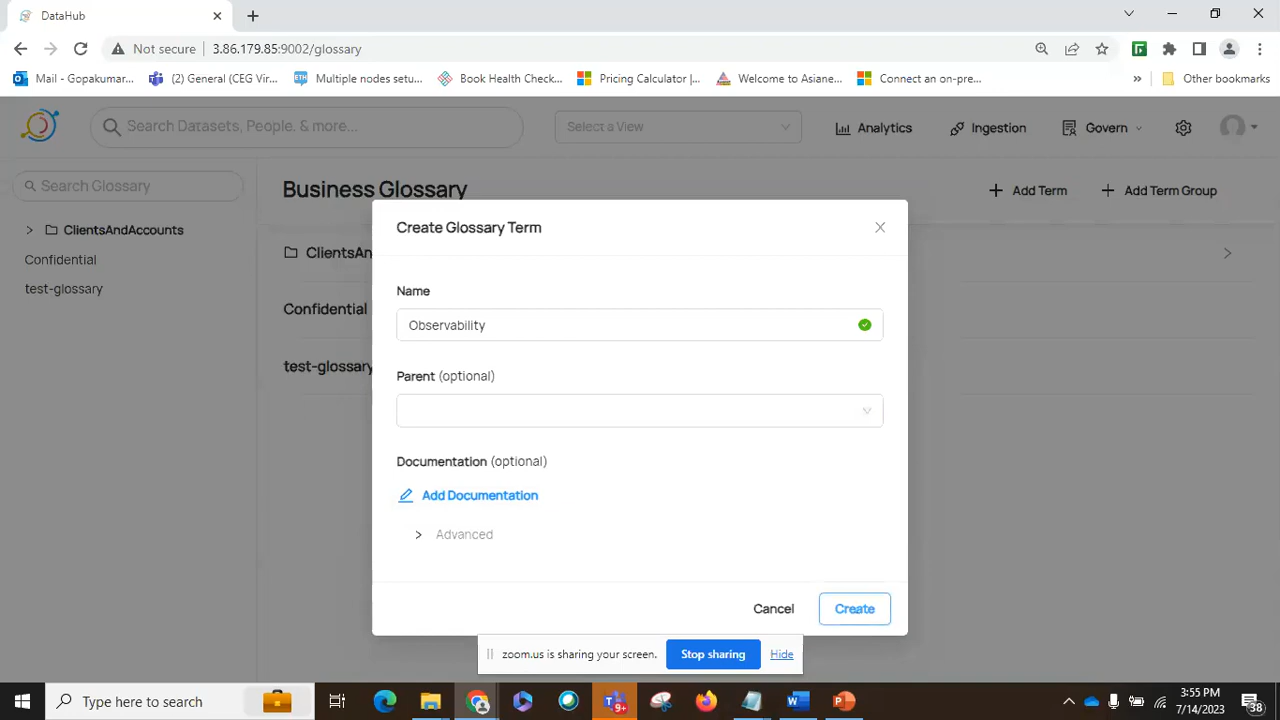 DataHub
Not secure
3.86.179.85:9002/glossary
Mail - Gopakumar...
(2) General (CEG Vir...
Multiple nodes setu...
Book Health Check...
Pricing Calculator |...
Welcome to Asiane...
Connect an on-pre...
»
Other bookmarks
Search Datasets, People, & more...
Select a View
Analytics
Ingestion
Govern
Search Glossary
Business Glossary
+ Add Term
+ Add Term Group
ClientsAndAccounts
Confidential
test-glossary
ClientsAn
Confidential
test-glossary
Create Glossary Term
Name
Observability
Parent (optional)
Documentation (optional)
Add Documentation
Advanced
Cancel
Create
zoom.us is sharing your screen.
Stop sharing
Hide
Type here to search
9+
3:55 PM
7/14/2023
38